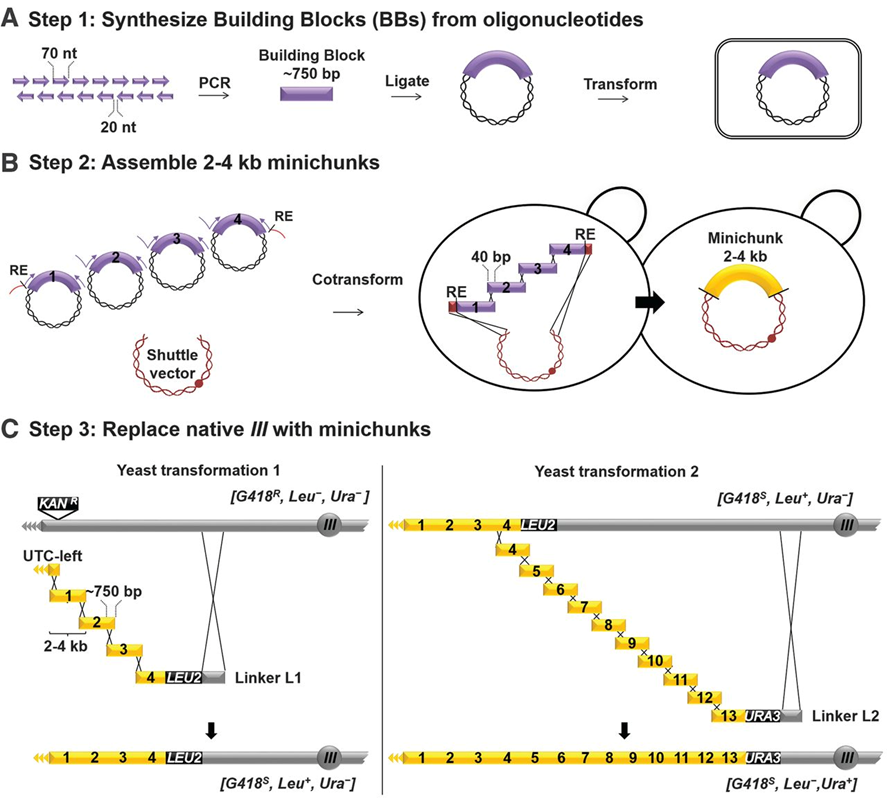 A Step 1: Synthesize Building Blocks (BBs) from oligonucleotides
70 nt
20 nt
PCR
Building Block
~750 bp
Ligate
Transform
B Step 2: Assemble 2-4 kb minichunks
RE
1
2
3
4
RE
Shuttle
vector
Cotransform
RE
40 bp
RE
1
2
3
4
Minichunk
2-4 kb
C Step 3: Replace native III with minichunks
Yeast transformation 1
[G418R, Leu–, Ura–]
KAN R
III
UTC-left
1
~750 bp
2
2-4 kb
3
4 LEU2 Linker L1
1 2 3 4 LEU2 III
[G418S, Leu+, Ura–]
Yeast transformation 2
[G418S, Leu+, Ura–]
1 2 3 4 LEU2 III
4
5
6
7
8
9
10
11
12
13 URA3 Linker L2
1 2 3 4 5 6 7 8 9 10 11 12 13 URA3 III
[G418S, Leu–,Ura+]